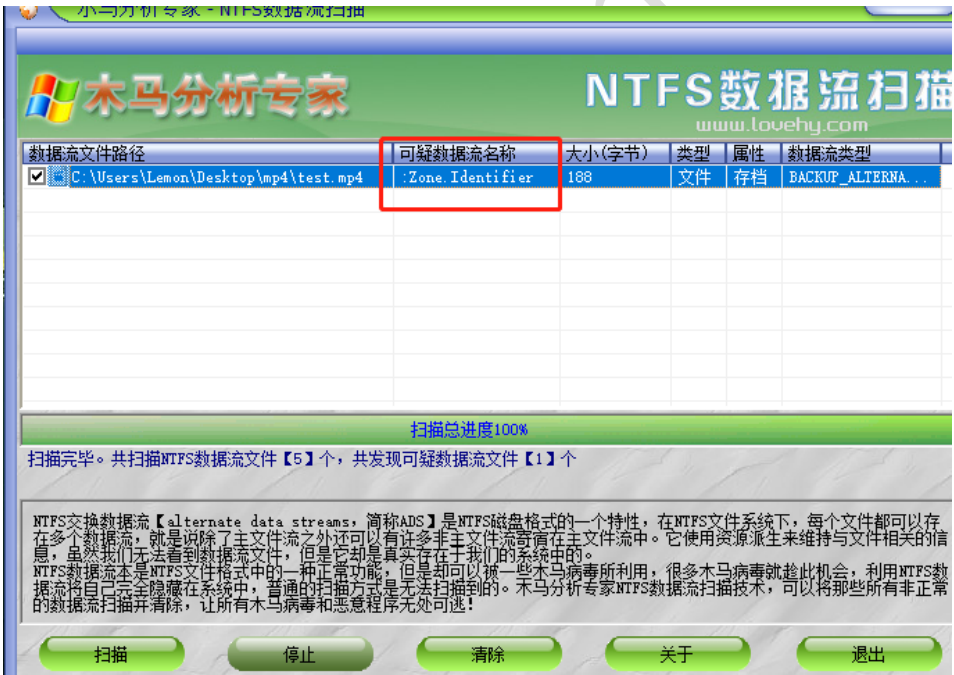 木马分析专家 - NTFS数据流扫描
木马分析专家
NTFS数据流扫描
www.lovehy.com
数据流文件路径 可疑数据流名称 大小(字节) 类型 属性 数据流类型
C:\Users\Lemon\Desktop\mp4\test.mp4 :Zone.Identifier 188 文件 存档 BACKUP_ALTERNA...
扫描总进度100%
扫描完毕。共扫描NTFS数据流文件【5】个，共发现可疑数据流文件【1】个
NTFS交换数据流【alternate data streams，简称ADS】是NTFS磁盘格式的一个特性，在NTFS文件系统下，每个文件都可以存
在多个数据流，就是说除了主文件流之外还可以有许多非主文件流寄宿在主文件流中。它使用资源派生来维持与文件相关的信
息，虽然我们无法看到数据流文件，但是它却是真实存在于我们的系统中的。
NTFS数据流本是NTFS文件格式中的一种正常功能，但是却可以被一些木马病毒所利用，很多木马病毒就趁此机会，利用NTFS数
据流将自己完全隐藏在系统中，普通的扫描方式是无法扫描到的。木马分析专家NTFS数据流扫描技术，可以将那些所有非正常
的数据流扫描并清除，让所有木马病毒和恶意程序无处可逃！
扫描 停止 清除 关于 退出